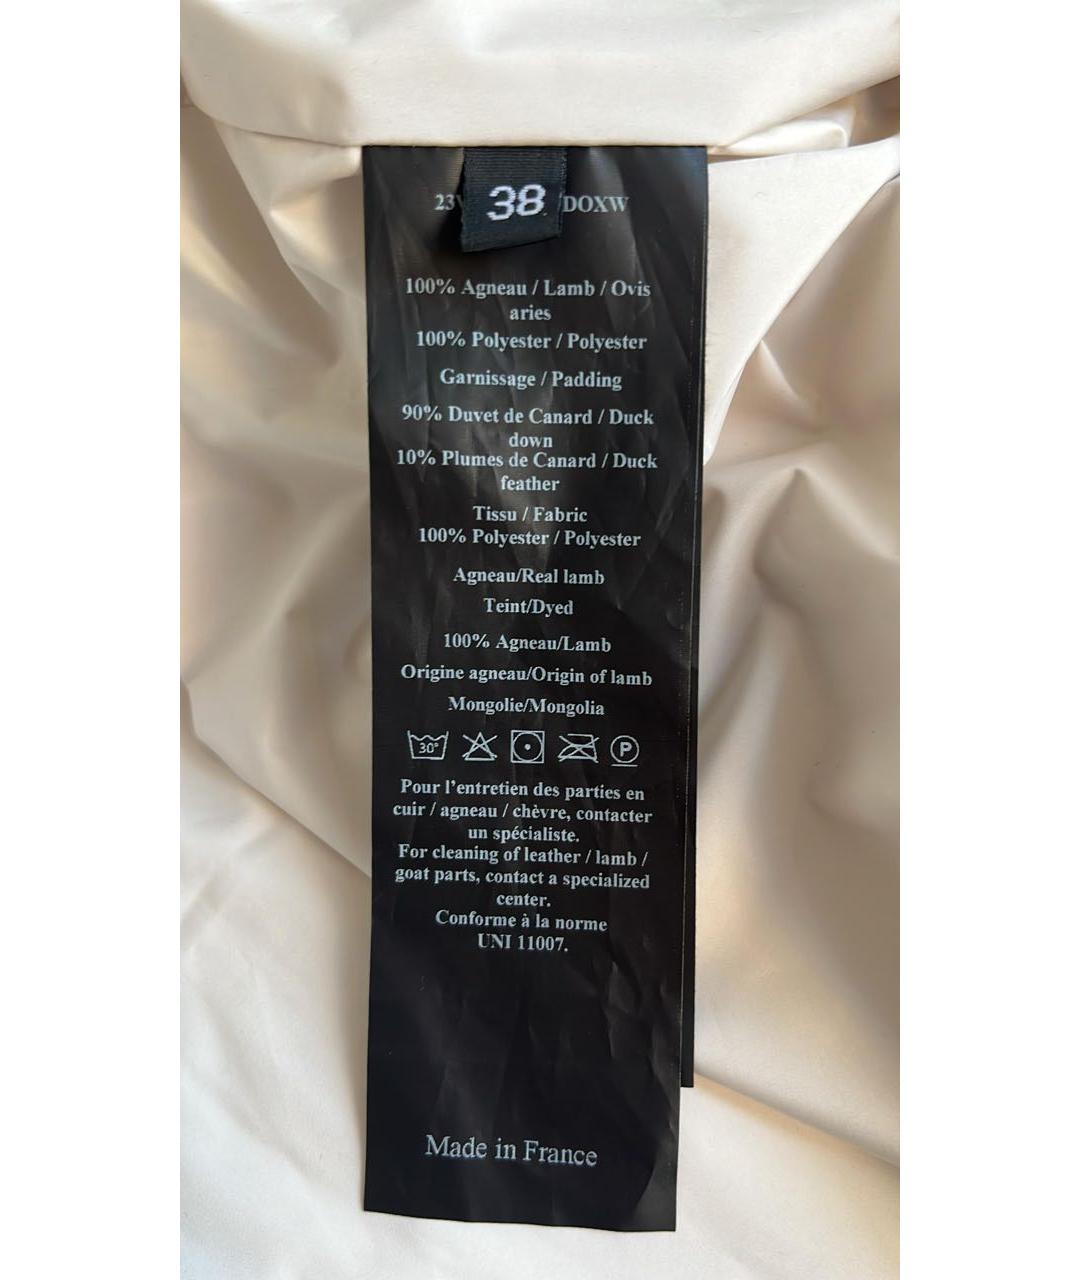 38
/DOXW
100% Agneau / Lamb / Ovis
aries
100% Polyester / Polyester
Garnissage / Padding
90% Duvet de Canard / Duck
down
10% Plumes de Canard / Duck
feather
Tissu / Fabric
100% Polyester / Polyester
Agneau/Real lamb
Teint/Dyed
100% Agneau/Lamb
Origine agneau/Origin of lamb
Mongolie/Mongolia
30° P
Pour l'entretien des parties en
cuir / agneau / chèvre, contacter
un spécialiste.
For cleaning of leather / lamb /
goat parts, contact a specialized
center.
Conforme à la norme
UNI 11007.
Made in France